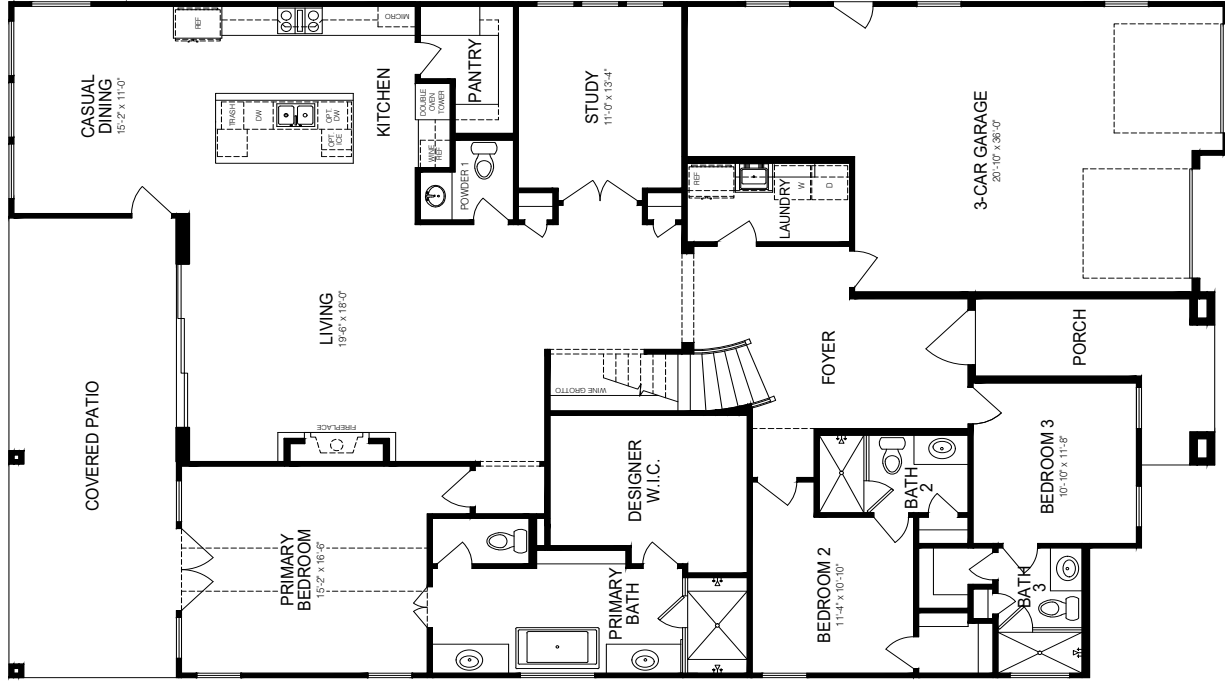 REF
MICRO
CASUAL
DINING
15'-2" x 11'-0"
TRASH
DW
OPT.
DW
OPT.
ICE
KITCHEN
DOUBLE
OVEN
TOWER
WINE
REF
PANTRY
POWDER 1
STUDY
11'-0" x 13'-4"
REF
W
D
LAUNDRY
3-CAR GARAGE
20'-10" x 36'-0"
LIVING
19'-6" x 18'-0"
WINE GROTTO
FOYER
PORCH
COVERED PATIO
FIREPLACE
PRIMARY
BEDROOM
15'-2" x 16'-6"
DESIGNER
W.I.C.
PRIMARY
BATH
BATH
2
BEDROOM 3
10'-10" x 11'-8"
BEDROOM 2
11'-4" x 10'-10"
BATH
3